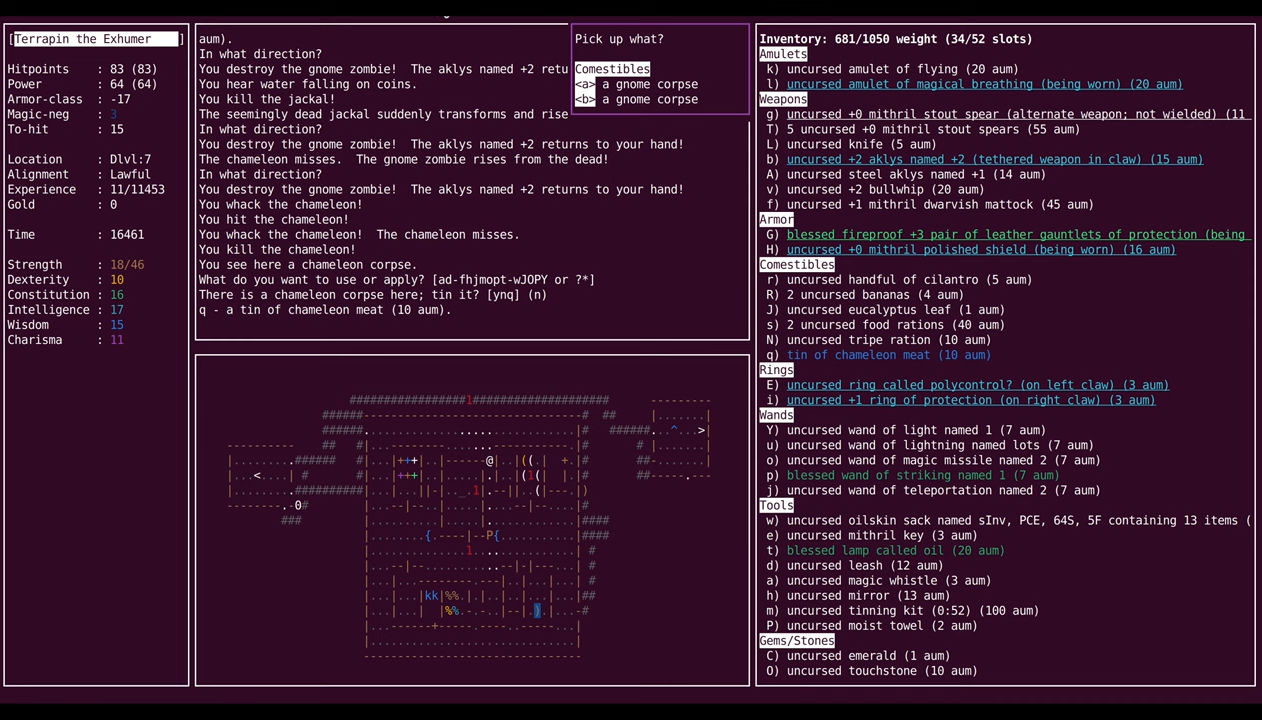 [Terrapin the Exhumer ]
Hitpoints : 83 (83)
Power : 64 (64)
Armor-class : -17
Magic-neg : 3
To-hit : 15
Location : Dlvl:7
Alignment : Lawful
Experience : 11/11453
Gold : 0
Time : 16461
Strength : 18/46
Dexterity : 10
Constitution : 16
Intelligence : 17
Wisdom : 15
Charisma : 11
aum).
In what direction?
You destroy the gnome zombie! The aklys named +2 retu
You hear water falling on coins.
You kill the jackal!
The seemingly dead jackal suddenly transforms and rise
In what direction?
You destroy the gnome zombie! The aklys named +2 returns to your hand!
The chameleon misses. The gnome zombie rises from the dead!
In what direction?
You destroy the gnome zombie! The aklys named +2 returns to your hand!
You whack the chameleon!
You hit the chameleon!
You whack the chameleon! The chameleon misses.
You kill the chameleon!
You see here a chameleon corpse.
What do you want to use or apply? [ad-fhjmopt-wJOPY or ?*]
There is a chameleon corpse here; tin it? [ynq] (n)
q - a tin of chameleon meat (10 aum).
Pick up what?
Comestibles
<a> a gnome corpse
<b> a gnome corpse
Inventory: 681/1050 weight (34/52 slots)
Amulets
k) uncursed amulet of flying (20 aum)
l) uncursed amulet of magical breathing (being worn) (20 aum)
Weapons
g) uncursed +0 mithril stout spear (alternate weapon; not wielded) (11
T) 5 uncursed +0 mithril stout spears (55 aum)
L) uncursed knife (5 aum)
b) uncursed +2 aklys named +2 (tethered weapon in claw) (15 aum)
A) uncursed steel aklys named +1 (14 aum)
v) uncursed +2 bullwhip (20 aum)
f) uncursed +1 mithril dwarvish mattock (45 aum)
Armor
G) blessed fireproof +3 pair of leather gauntlets of protection (being
H) uncursed +0 mithril polished shield (being worn) (16 aum)
Comestibles
r) uncursed handful of cilantro (5 aum)
R) 2 uncursed bananas (4 aum)
J) uncursed eucalyptus leaf (1 aum)
s) 2 uncursed food rations (40 aum)
N) uncursed tripe ration (10 aum)
q) tin of chameleon meat (10 aum)
Rings
E) uncursed ring called polycontrol? (on left claw) (3 aum)
i) uncursed +1 ring of protection (on right claw) (3 aum)
Wands
Y) uncursed wand of light named 1 (7 aum)
u) uncursed wand of lightning named lots (7 aum)
o) uncursed wand of magic missile named 2 (7 aum)
p) blessed wand of striking named 1 (7 aum)
j) uncursed wand of teleportation named 2 (7 aum)
Tools
w) uncursed oilskin sack named sInv, PCE, 64S, 5F containing 13 items (
e) uncursed mithril key (3 aum)
t) blessed lamp called oil (20 aum)
d) uncursed leash (12 aum)
a) uncursed magic whistle (3 aum)
h) uncursed mirror (13 aum)
m) uncursed tinning kit (0:52) (100 aum)
P) uncursed moist towel (2 aum)
Gems/Stones
C) uncursed emerald (1 aum)
O) uncursed touchstone (10 aum)